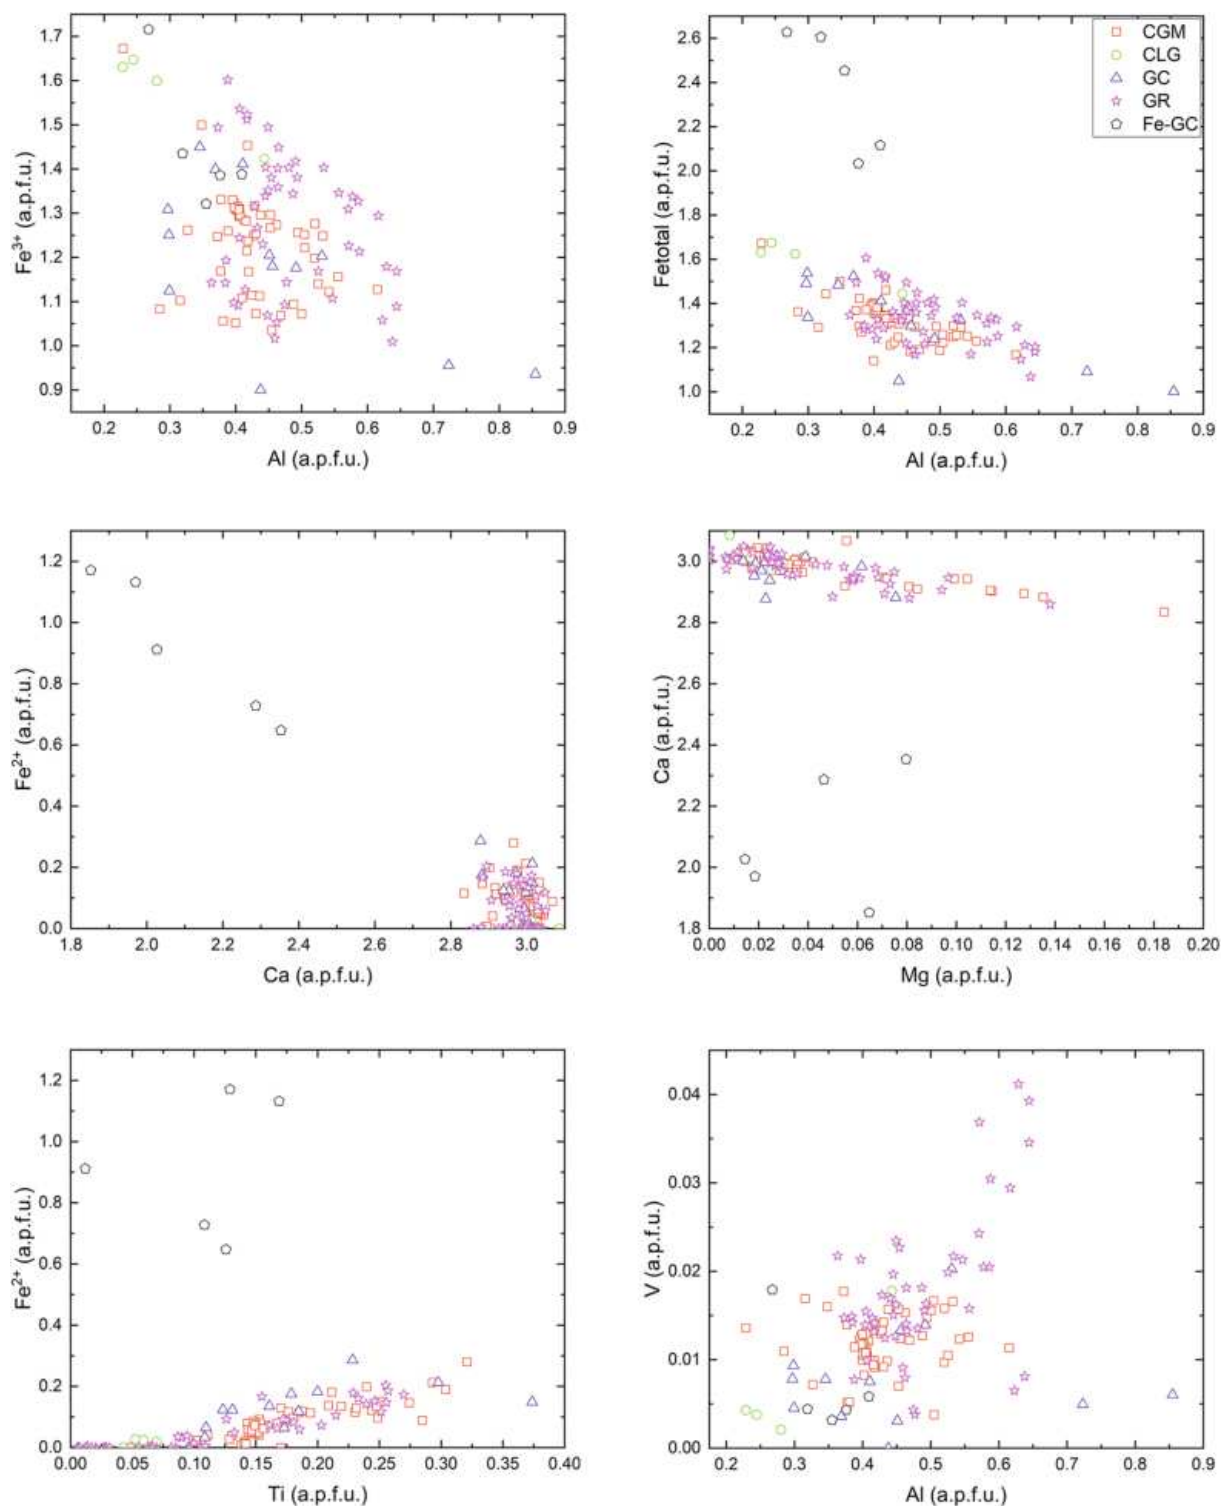 1.7
1.6
1.5
1.4
1.3
1.2
1.1
1.0
0.9
Fe3+ (a.p.f.u.)
0.2 0.3 0.4 0.5 0.6 0.7 0.8 0.9
Al (a.p.f.u.)
2.6
2.4
2.2
2.0
1.8
1.6
1.4
1.2
1.0
Fetotal (a.p.f.u.)
CGM
CLG
GC
GR
Fe-GC
0.2 0.3 0.4 0.5 0.6 0.7 0.8 0.9
Al (a.p.f.u.)
1.2
1.0
0.8
0.6
0.4
0.2
0.0
Fe2+ (a.p.f.u.)
1.8 2.0 2.2 2.4 2.6 2.8 3.0
Ca (a.p.f.u.)
3.0
2.8
2.6
2.4
2.2
2.0
1.8
Ca (a.p.f.u.)
0.00 0.02 0.04 0.06 0.08 0.10 0.12 0.14 0.16 0.18 0.20
Mg (a.p.f.u.)
1.2
1.0
0.8
0.6
0.4
0.2
0.0
Fe2+ (a.p.f.u.)
0.00 0.05 0.10 0.15 0.20 0.25 0.30 0.35 0.40
Ti (a.p.f.u.)
0.04
0.03
0.02
0.01
0.00
V (a.p.f.u.)
0.2 0.3 0.4 0.5 0.6 0.7 0.8 0.9
Al (a.p.f.u.)